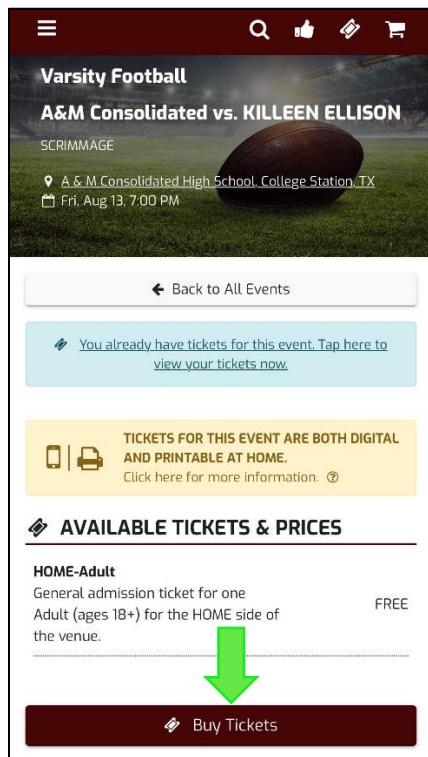 Varsity Football
A&M Consolidated vs. KILLEEN ELLISON
SCRIMMAGE
A & M Consolidated High School, College Station, TX
Fri, Aug 13, 7:00 PM
Back to All Events
You already have tickets for this event. Tap here to
view your tickets now.
TICKETS FOR THIS EVENT ARE BOTH DIGITAL
AND PRINTABLE AT HOME.
Click here for more information.
AVAILABLE TICKETS & PRICES
HOME-Adult
General admission ticket for one
Adult (ages 18+) for the HOME side of
the venue.
FREE
Buy Tickets